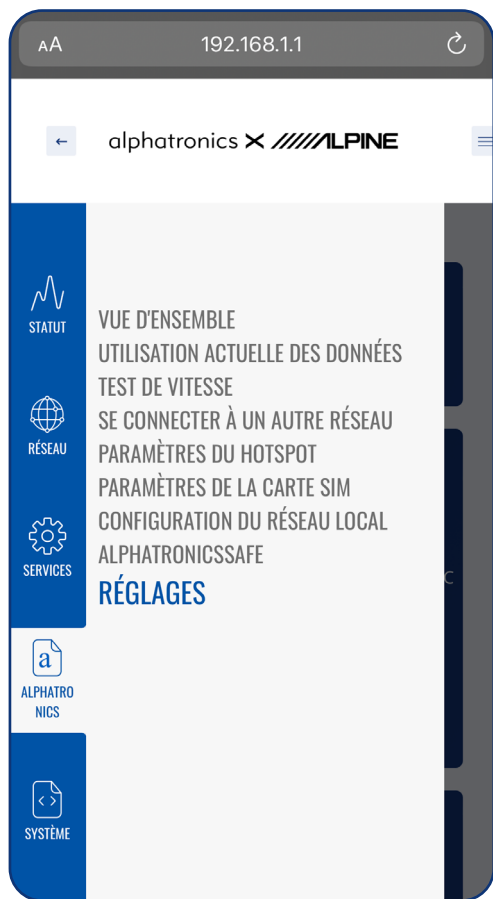 AA
192.168.1.1
alphatronics X ALPINE
STATUT
VUE D'ENSEMBLE
UTILISATION ACTUELLE DES DONNÉES
TEST DE VITESSE
SE CONNECTER À UN AUTRE RÉSEAU
RÉSEAU
PARAMÈTRES DU HOTSPOT
PARAMÈTRES DE LA CARTE SIM
CONFIGURATION DU RÉSEAU LOCAL
ALPHATRONICSSAFE
SERVICES
RÉGLAGES
C
a
ALPHATRO
NICS
SYSTÈME